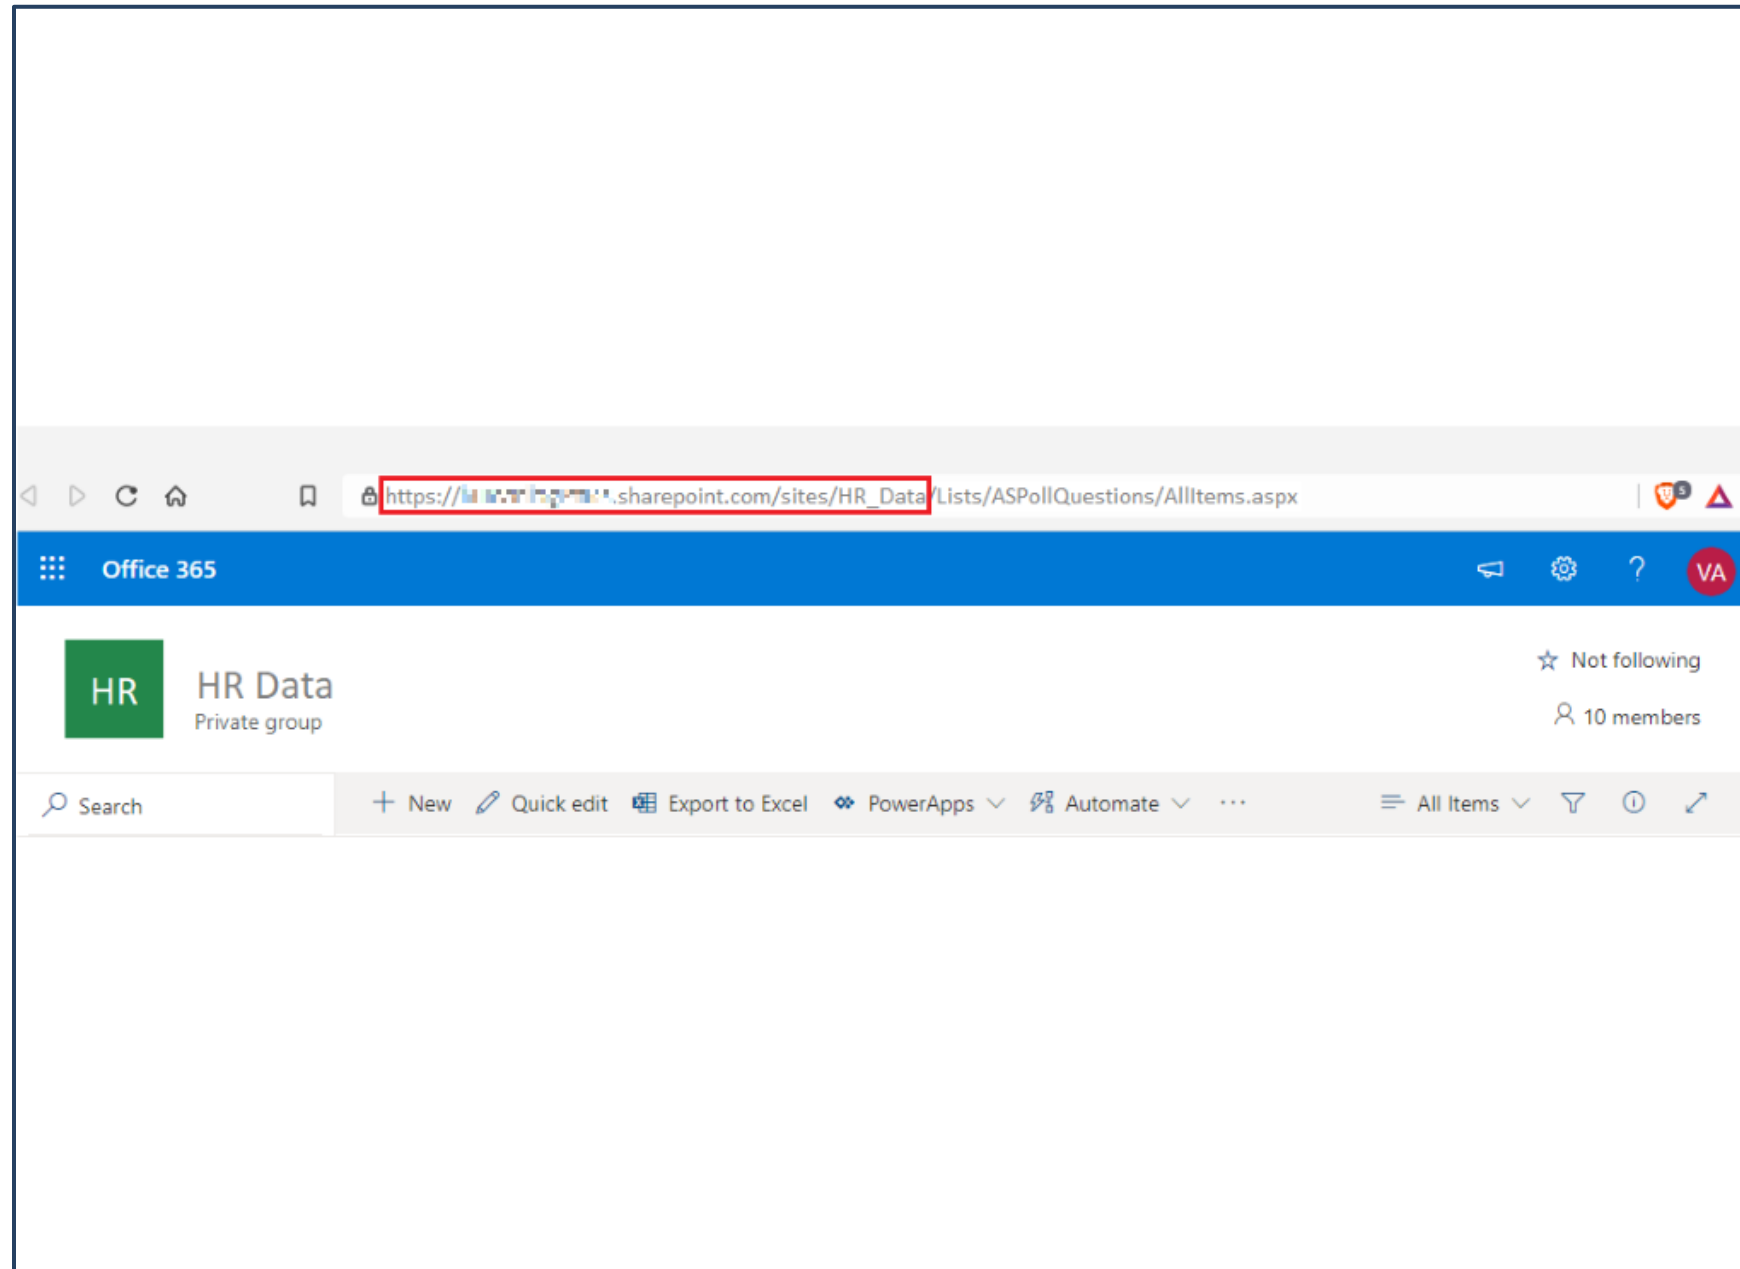 https://.sharepoint.com/sites/HR_Data/Lists/ASPollQuestions/AllItems.aspx
5
Office 365
?
VA
HR
HR Data
Private group
Not following
10 members
Search
+ New Quick edit Export to Excel PowerApps Automate ··· All Items